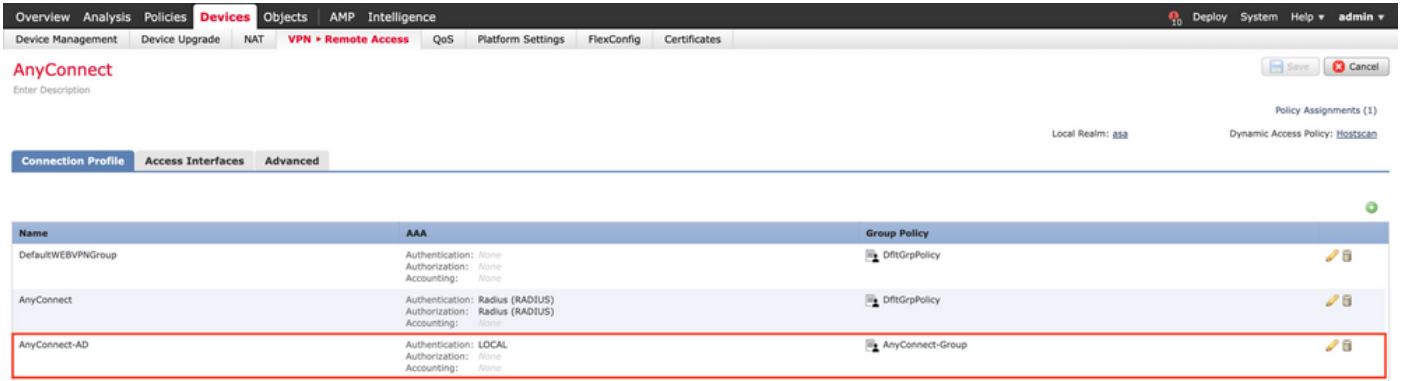 Overview Analysis Policies Devices Objects AMP Intelligence 10 Deploy System Help admin
Device Management Device Upgrade NAT VPN ▸ Remote Access QoS Platform Settings FlexConfig Certificates
AnyConnect Save Cancel
Enter Description
Policy Assignments (1)
Local Realm: asa Dynamic Access Policy: Hostscan
Connection Profile Access Interfaces Advanced
Name AAA Group Policy
DefaultWEBVPNGroup Authentication: None DfltGrpPolicy
Authorization: None
Accounting: None
AnyConnect Authentication: Radius (RADIUS) DfltGrpPolicy
Authorization: Radius (RADIUS)
Accounting: None
AnyConnect-AD Authentication: LOCAL AnyConnect-Group
Authorization: None
Accounting: None